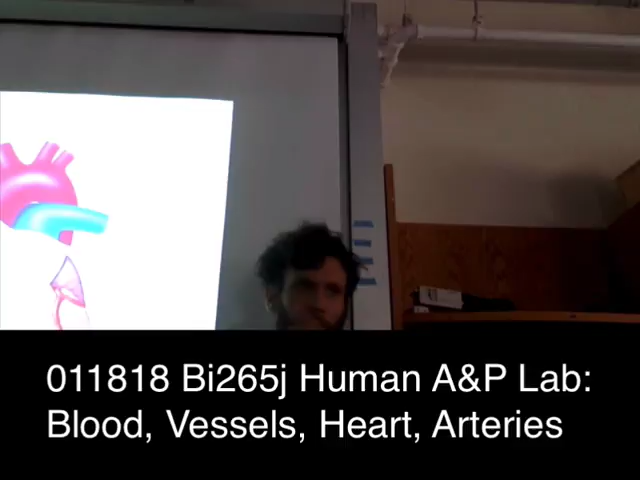 011818 Bi265j Human A&P Lab:
Blood, Vessels, Heart, Arteries